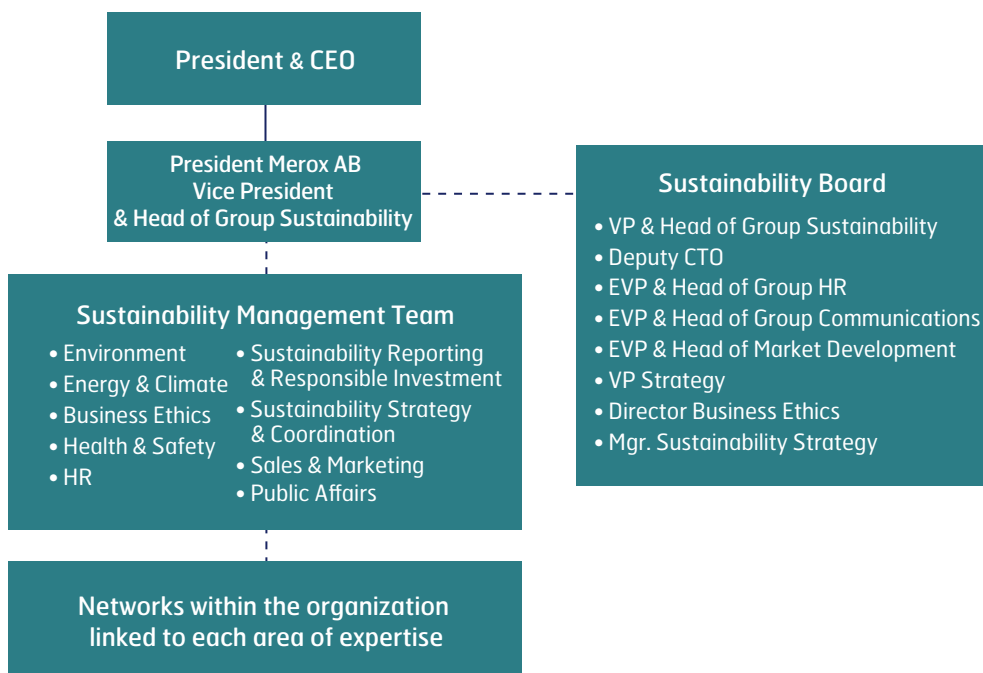 President & CEO
President Merox AB
Vice President
& Head of Group Sustainability
Sustainability Board
• VP & Head of Group Sustainability
• Deputy CTO
• EVP & Head of Group HR
• EVP & Head of Group Communications
• EVP & Head of Market Development
• VP Strategy
• Director Business Ethics
• Mgr. Sustainability Strategy
Sustainability Management Team
• Environment
• Energy & Climate
• Business Ethics
• Health & Safety
• HR
• Sustainability Reporting
& Responsible Investment
• Sustainability Strategy
& Coordination
• Sales & Marketing
• Public Affairs
Networks within the organization
linked to each area of expertise